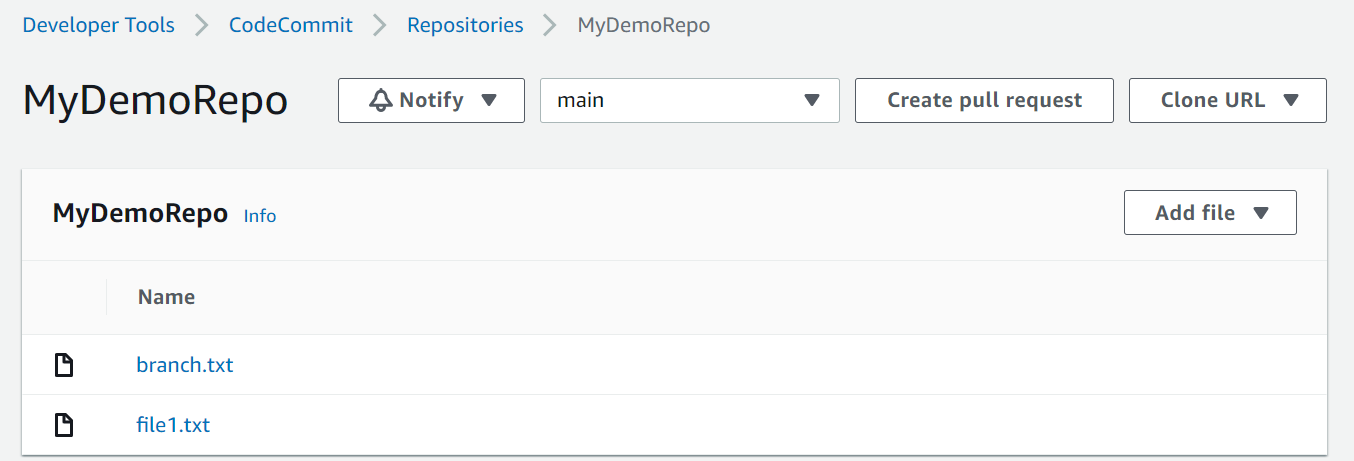 Developer Tools CodeCommit Repositories MyDemoRepo
MyDemoRepo Notify main Create pull request Clone URL
MyDemoRepo Info Add file
Name
branch.txt
file1.txt